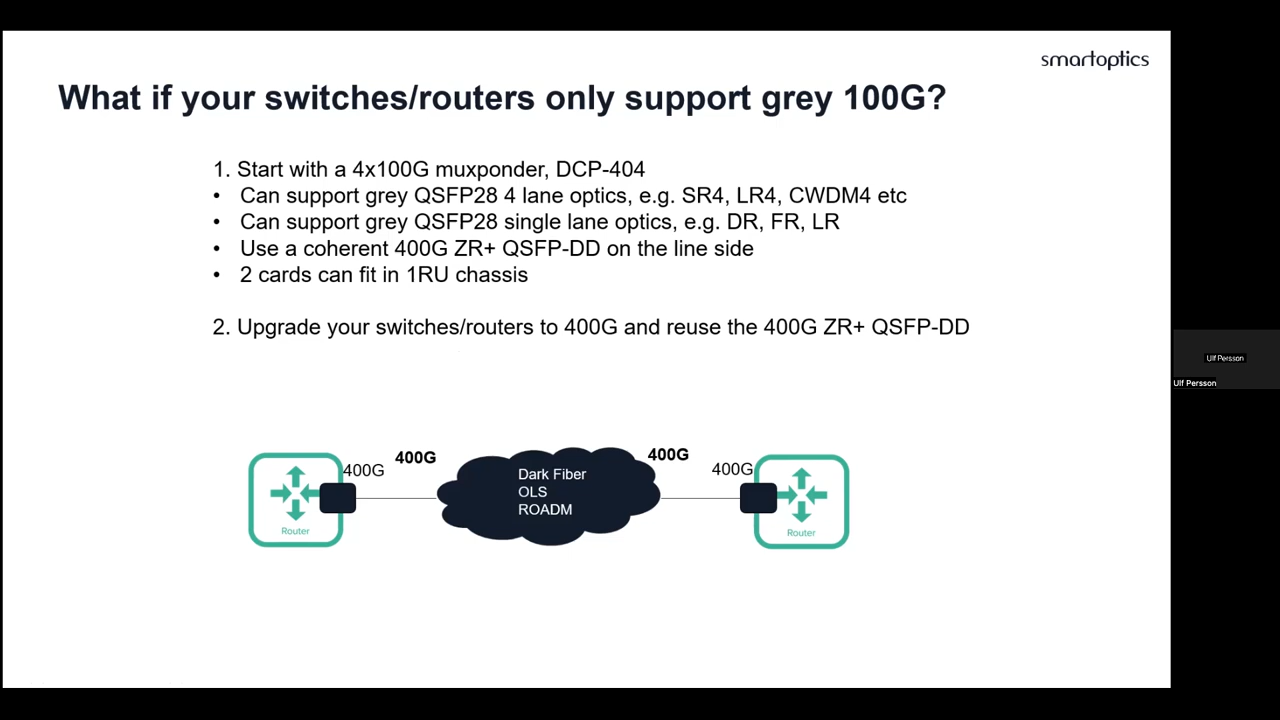 smartoptics
What if your switches/routers only support grey 100G?
1. Start with a 4x100G muxponder, DCP-404
• Can support grey QSFP28 4 lane optics, e.g. SR4, LR4, CWDM4 etc
• Can support grey QSFP28 single lane optics, e.g. DR, FR, LR
• Use a coherent 400G ZR+ QSFP-DD on the line side
• 2 cards can fit in 1RU chassis
2. Upgrade your switches/routers to 400G and reuse the 400G ZR+ QSFP-DD
Ulf Persson
Ulf Persson
400G
400G
Dark Fiber
OLS
ROADM
400G
400G
Router
Router